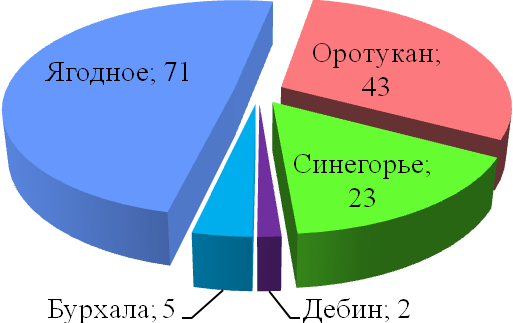 Ягодное; 71
Оротукан;
43
Синегорье;
23
Бурхала; 5
Дебин; 2